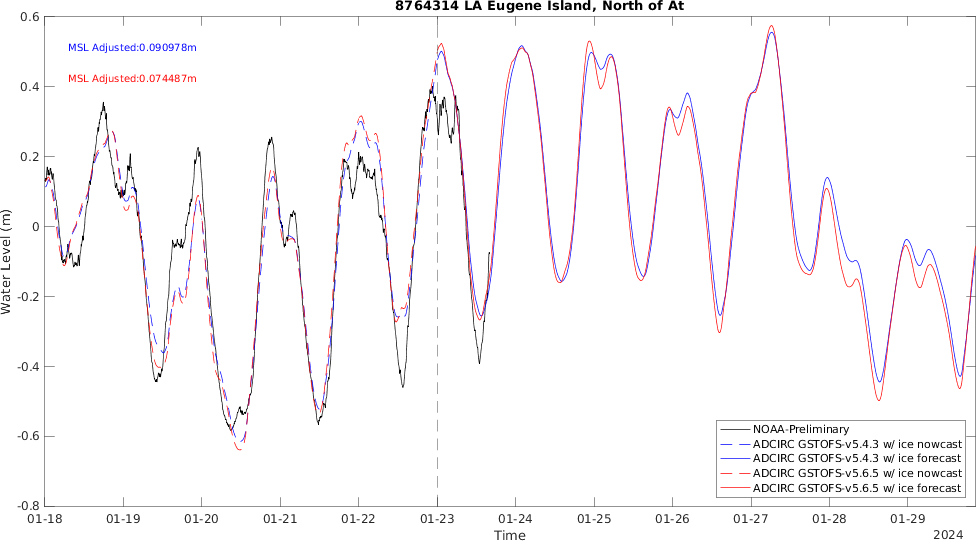 8764314 LA Eugene Island, North of At
MSL Adjusted:0.090978m
MSL Adjusted:0.074487m
Water Level (m)
0.6
0.4
0.2
0
-0.2
-0.4
-0.6
-0.8
NOAA-Preliminary
ADCIRC GSTOFS-v5.4.3 w/ ice nowcast
ADCIRC GSTOFS-v5.4.3 w/ ice forecast
ADCIRC GSTOFS-v5.6.5 w/ ice nowcast
ADCIRC GSTOFS-v5.6.5 w/ ice forecast
01-18 01-19 01-20 01-21 01-22 01-23 01-24 01-25 01-26 01-27 01-28 01-29
Time
2024